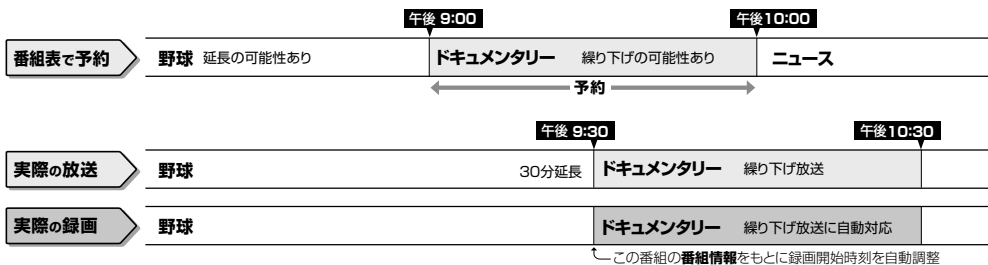 午後 9:00 午後10:00
番組表で予約 野球 延長の可能性あり ドキュメンタリー 繰り下げの可能性あり ニュース
予約
午後 9:30 午後10:30
実際の放送 野球 30分延長 ドキュメンタリー 繰り下げ放送
実際の録画 野球 ドキュメンタリー 繰り下げ放送に自動対応
この番組の番組情報をもとに録画開始時刻を自動調整